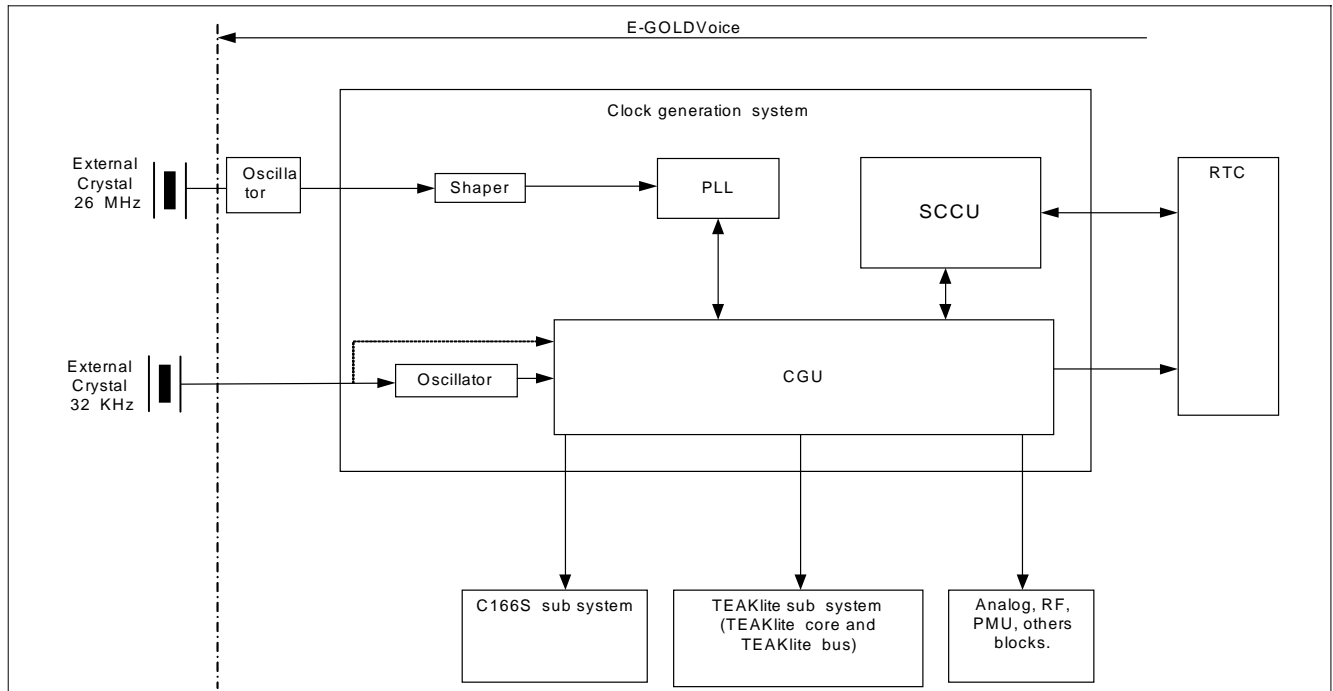 E-GOLDVoice
Clock generation system
External
Crystal
26 MHz
Oscilla
tor
Shaper
PLL
SCCU
RTC
External
Crystal
32 KHz
Oscillator
CGU
C166S sub system
TEAKlite sub system
(TEAKlite core and
TEAKlite bus)
Analog, RF,
PMU, others
blocks.